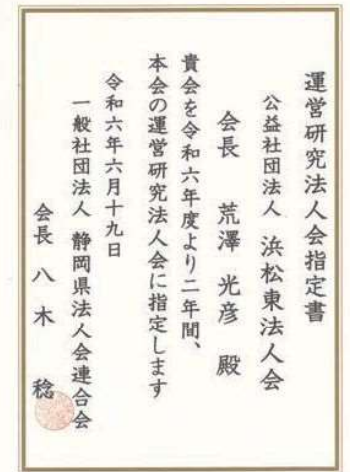 運営研究法人会指定書
公益社団法人 浜松東法人会
会長 荒澤 光彦 殿
貴会を令和六年度より二年間、
本会の運営研究法人会に指定します
令和六年六月十九日
一般社団法人 静岡県法人会連合会
会長 八木 稔